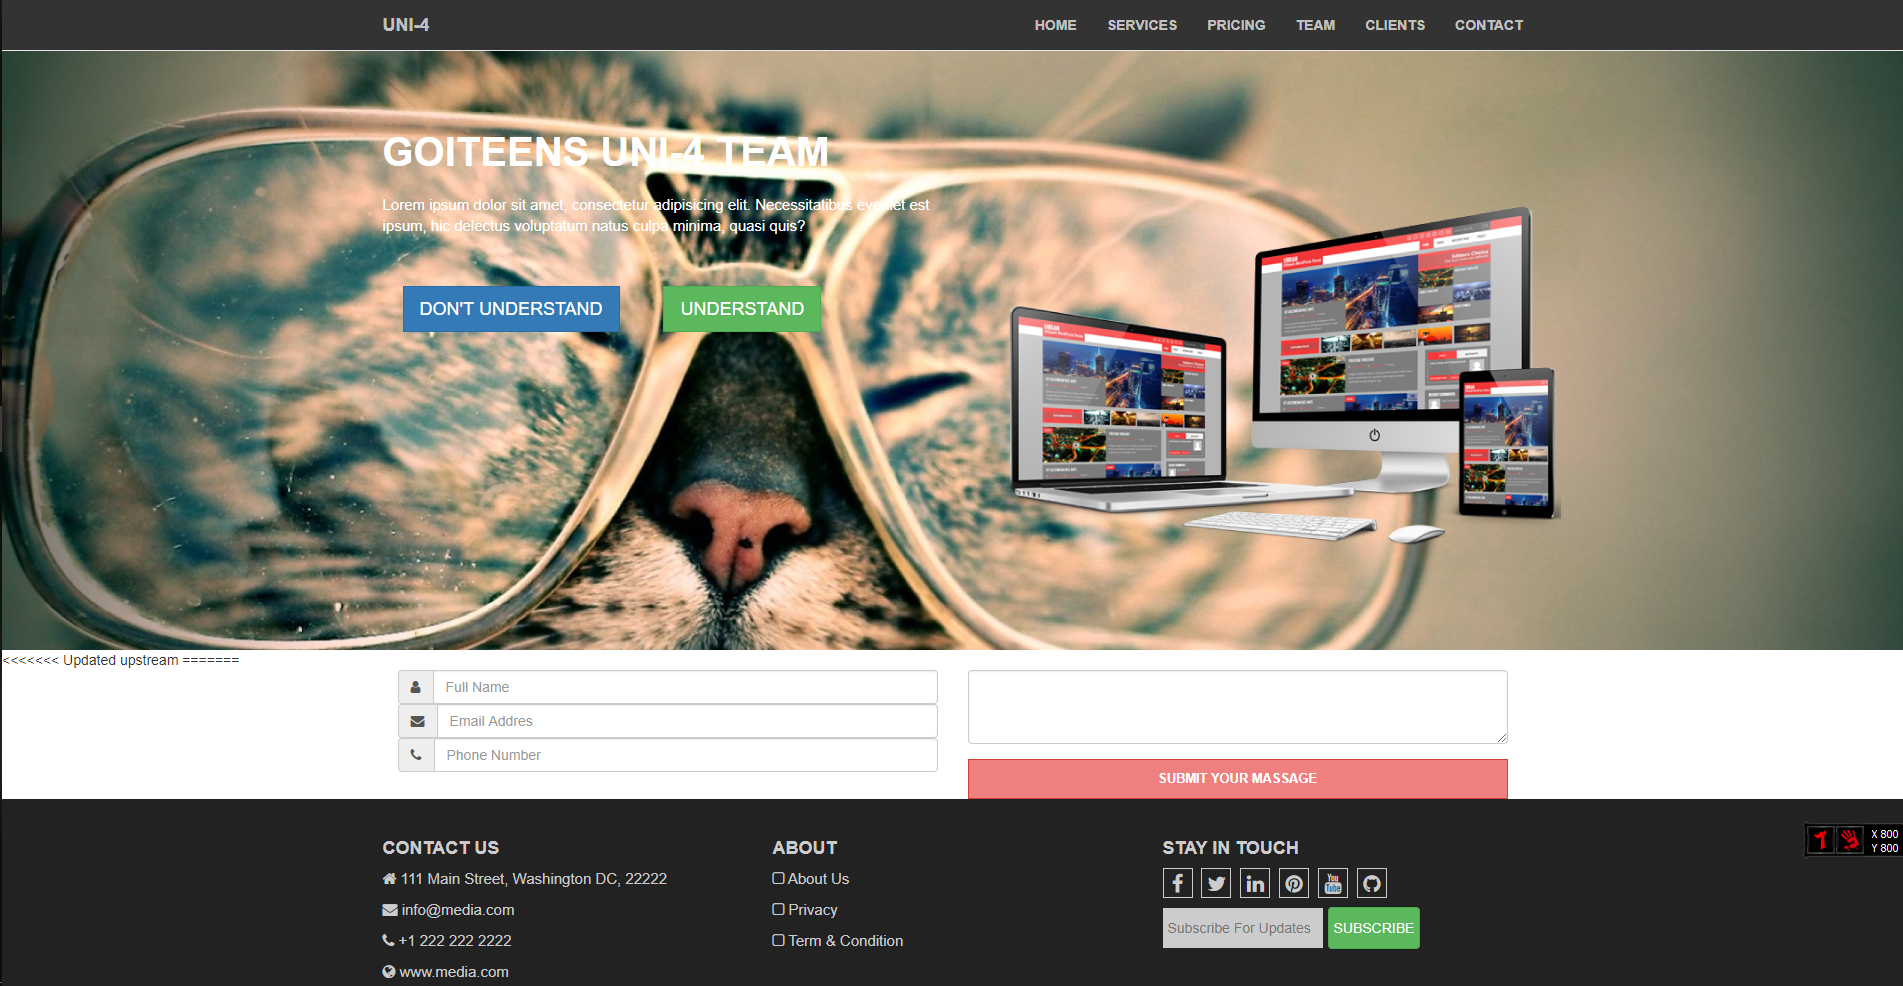 UNI-4
HOME SERVICES PRICING TEAM CLIENTS CONTACT
GOITEENS UNI-4 TEAM
Lorem ipsum dolor sit amet, consectetur adipisicing elit. Necessitatibus eveniet est
ipsum, hic delectus voluptatum natus culpa minima, quasi quis?
DON'T UNDERSTAND UNDERSTAND
<<<<<<< Updated upstream =======
Full Name
Email Addres
Phone Number
SUBMIT YOUR MASSAGE
CONTACT US
111 Main Street, Washington DC, 22222
info@media.com
+1 222 222 2222
www.media.com
ABOUT
About Us
Privacy
Term & Condition
STAY IN TOUCH
You
Tube
Subscribe For Updates SUBSCRIBE
X 800
Y 800